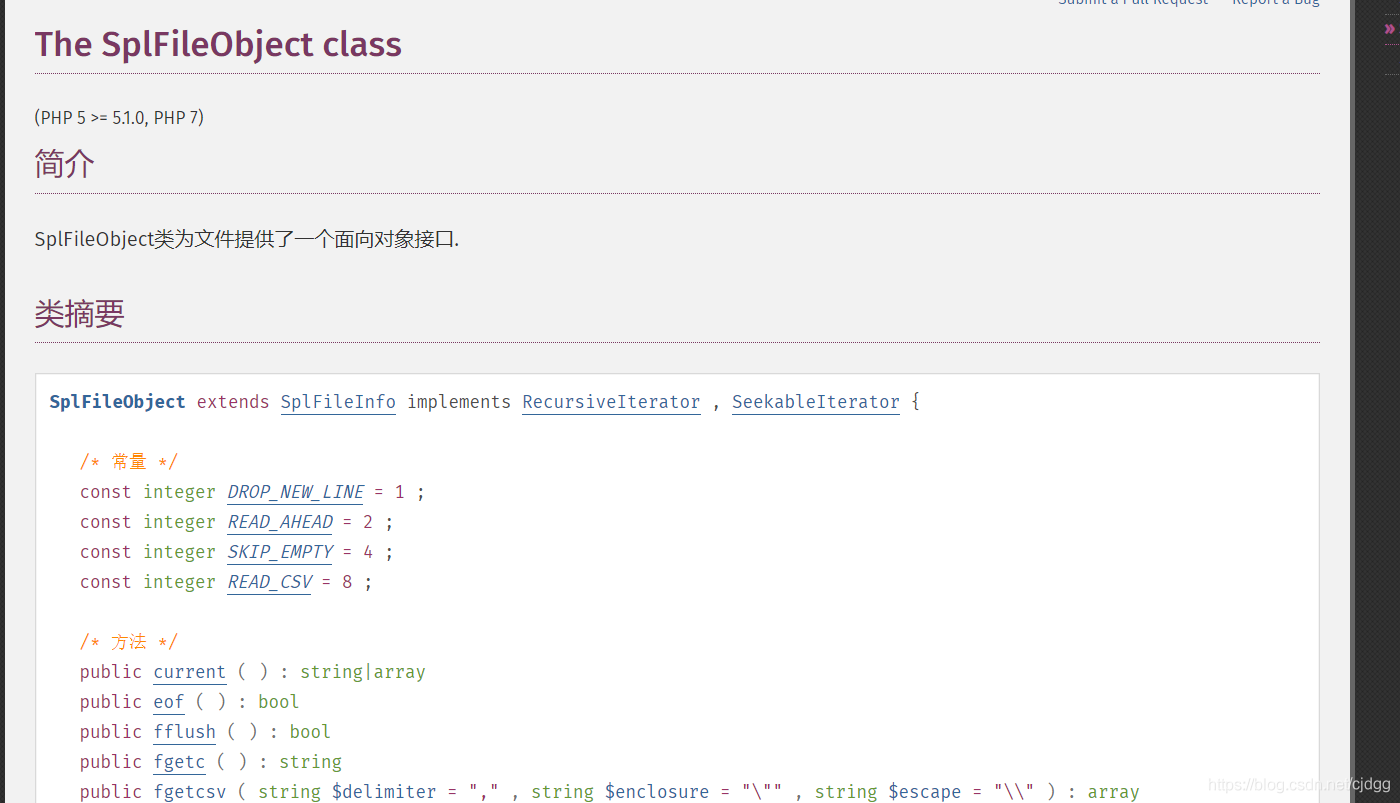 Submit a Pull Request Report a Bug
The SplFileObject class
»
(PHP 5 >= 5.1.0, PHP 7)
简介
SplFileObject类为文件提供了一个面向对象接口.
类摘要
SplFileObject extends SplFileInfo implements RecursiveIterator , SeekableIterator {
/* 常量 */
const integer DROP_NEW_LINE = 1 ;
const integer READ_AHEAD = 2 ;
const integer SKIP_EMPTY = 4 ;
const integer READ_CSV = 8 ;
/* 方法 */
public current ( ) : string|array
public eof ( ) : bool
public fflush ( ) : bool
public fgetc ( ) : string
public fgetcsv ( string $delimiter = "," , string $enclosure = "\"" , string $escape = "\\" ) : array
https://blog.csdn.net/cjdgg